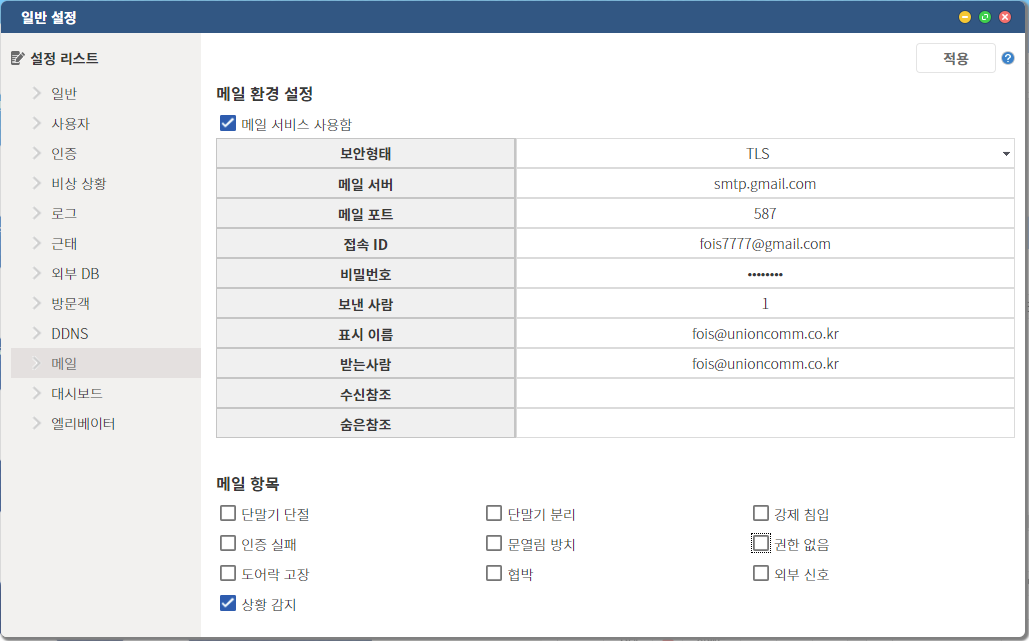 일반 설정
설정 리스트
일반
사용자
인증
비상 상황
로그
근태
외부 DB
방문객
DDNS
메일
대시보드
엘리베이터
적용
메일 환경 설정
메일 서비스 사용함
보안형태 TLS
메일 서버 smtp.gmail.com
메일 포트 587
접속 ID fois7777@gmail.com
비밀번호 ••••••••
보낸 사람 1
표시 이름 fois@unioncomm.co.kr
받는사람 fois@unioncomm.co.kr
수신참조
숨은참조
메일 항목
단말기 단절 단말기 분리 강제 침입
인증 실패 문열림 방치 권한 없음
도어락 고장 협박 외부 신호
상황 감지